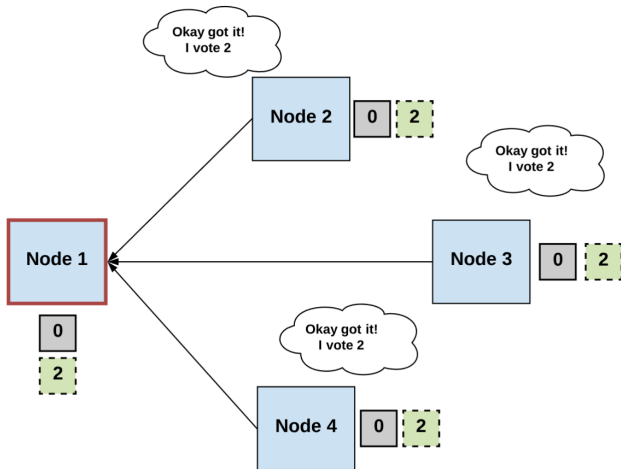 Okay got it!
I vote 2
Node 2
0
2
Okay got it!
I vote 2
Node 1
0
2
Node 3
0
2
Okay got it!
I vote 2
Node 4
0
2